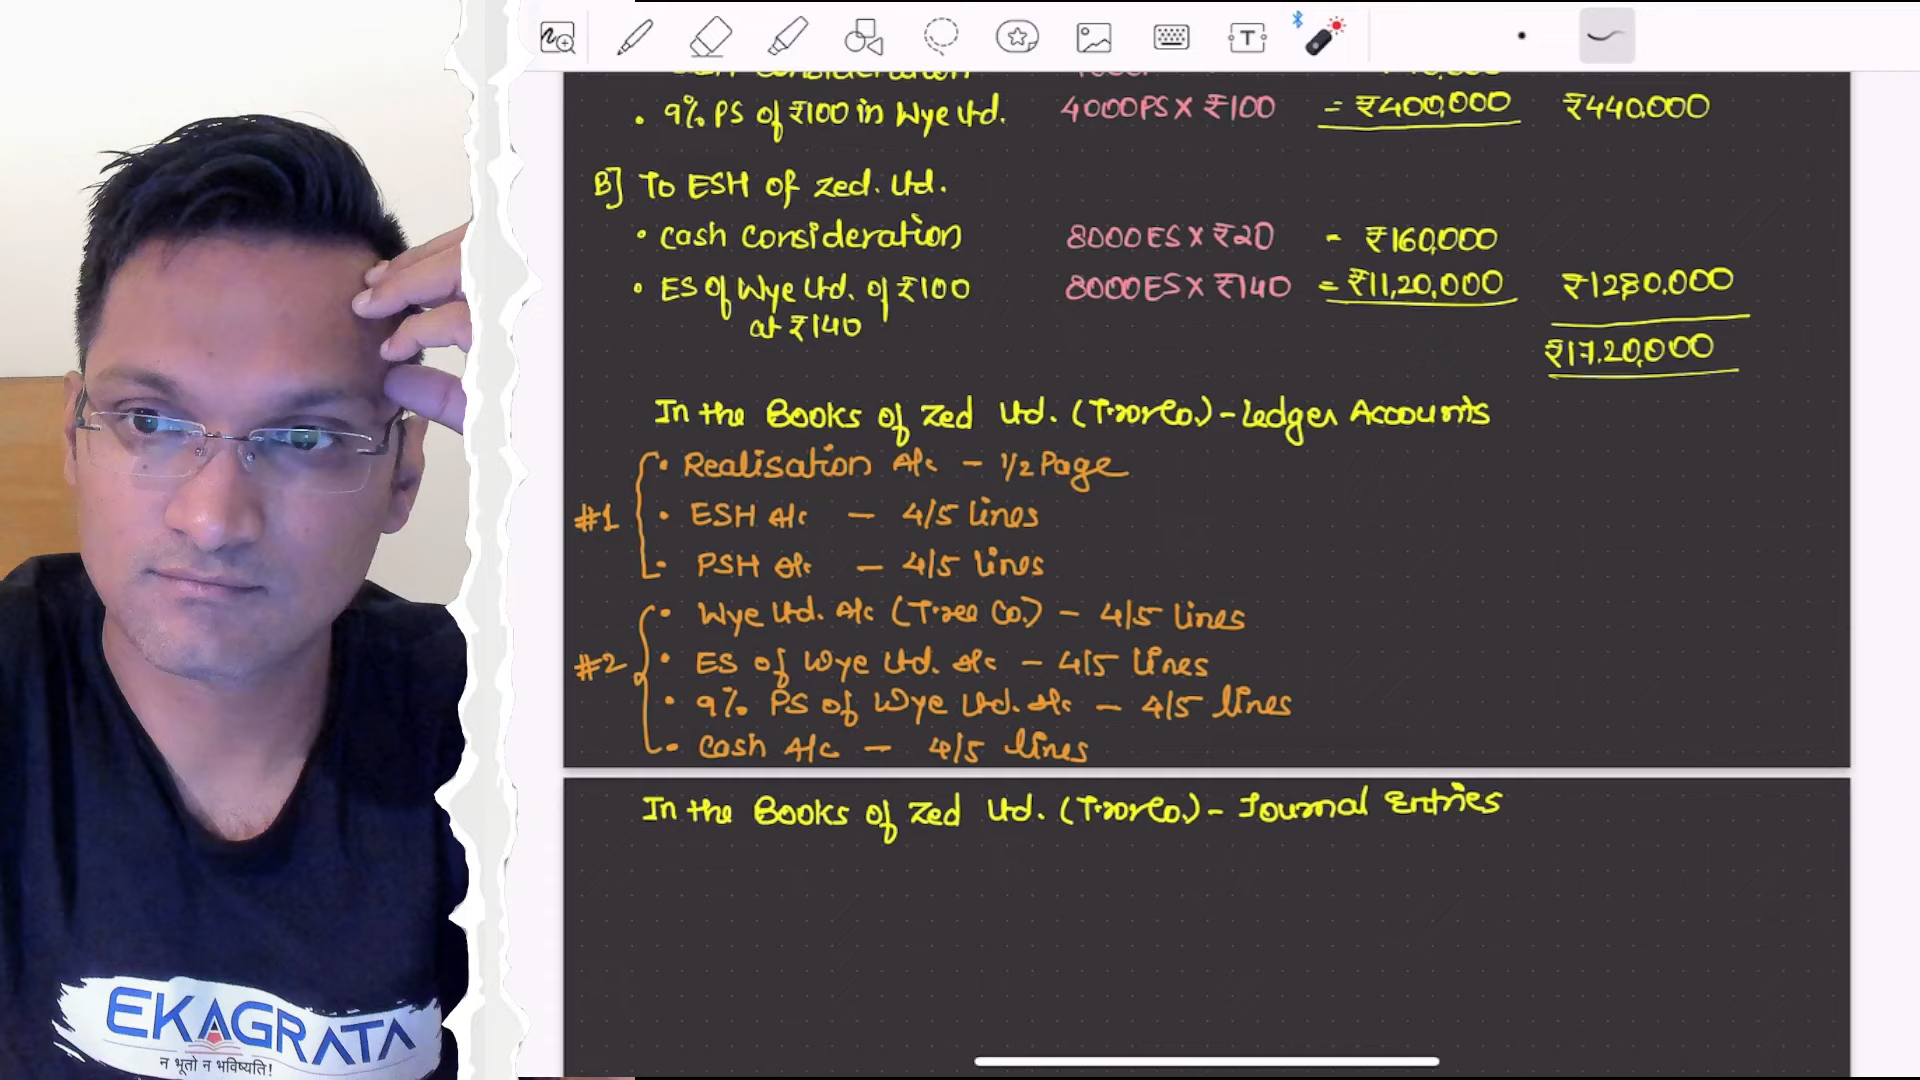 • 9% PS of ₹100 in Wye Ltd. 4000PS X ₹100 = ₹400,000 ₹440,000
B] To ESH of Zed. Ltd.
• Cash Consideration 8000ES X ₹20 - ₹160,000
• ES of Wye Ltd. of ₹100 8000ES X ₹140 = ₹11,20,000 ₹1280,000
at ₹140
₹17,20,000
In the Books of Zed Ltd. (T·ror Co.) - Ledger Accounts
#1
• Realisation A/c - 1/2 Page
• ESH A/c - 4/5 lines
• PSH A/c - 4/5 lines
#2
• Wye Ltd. A/c (T·ree Co.) - 4/5 lines
• ES of Wye Ltd. A/c - 4/5 lines
• 9% PS of Wye Ltd. A/c - 4/5 lines
• Cash A/c - 4/5 lines
In the Books of Zed Ltd. (T·ror Co.) - Journal Entries
EKAGRATA
न भूतो न भविष्यति!